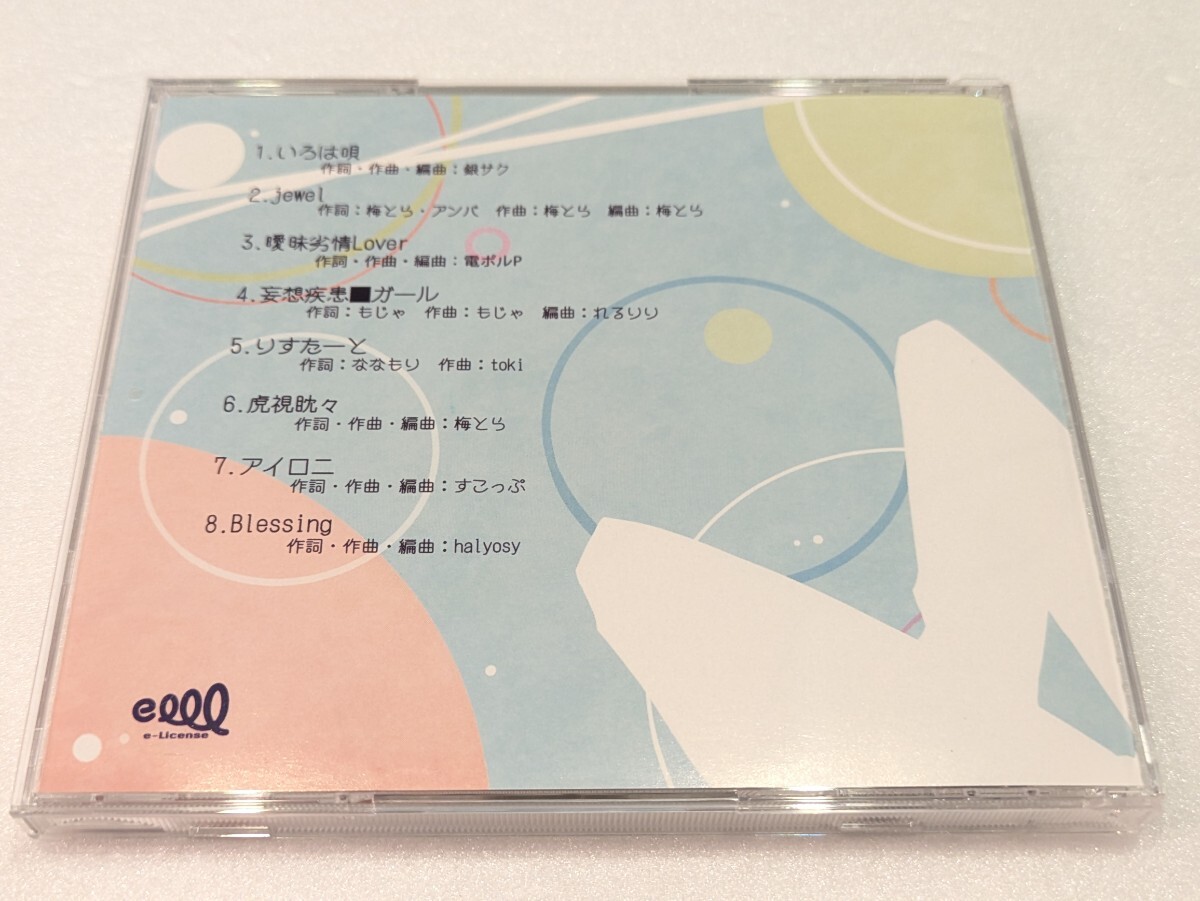 1.いろは唄
作詞・作曲・編曲：銀サク
2.jewel
作詞：梅とら・アンバ 作曲：梅とら 編曲：梅とら
3.曖昧劣情Lover
作詞・作曲・編曲：電ポルP
4.妄想疾患■ガール
作詞：もじゃ 作曲：もじゃ 編曲：れるりり
5.りすたーと
作詞：ななもり 作曲：toki
6.虎視眈々
作詞・作曲・編曲：梅とら
7.アイロニ
作詞・作曲・編曲：すこっぷ
8.Blessing
作詞・作曲・編曲：halyosy
e-License